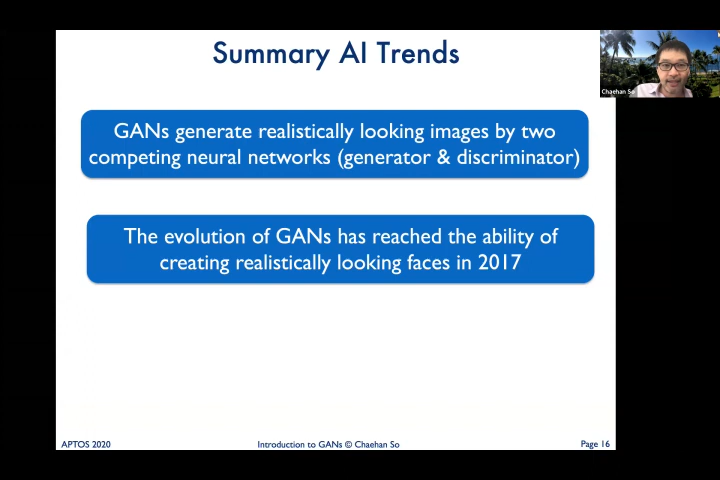 Summary AI Trends
Chaehan So
GANs generate realistically looking images by two
competing neural networks (generator & discriminator)
The evolution of GANs has reached the ability of
creating realistically looking faces in 2017
APTOS 2020
Introduction to GANs © Chaehan So
Page 16